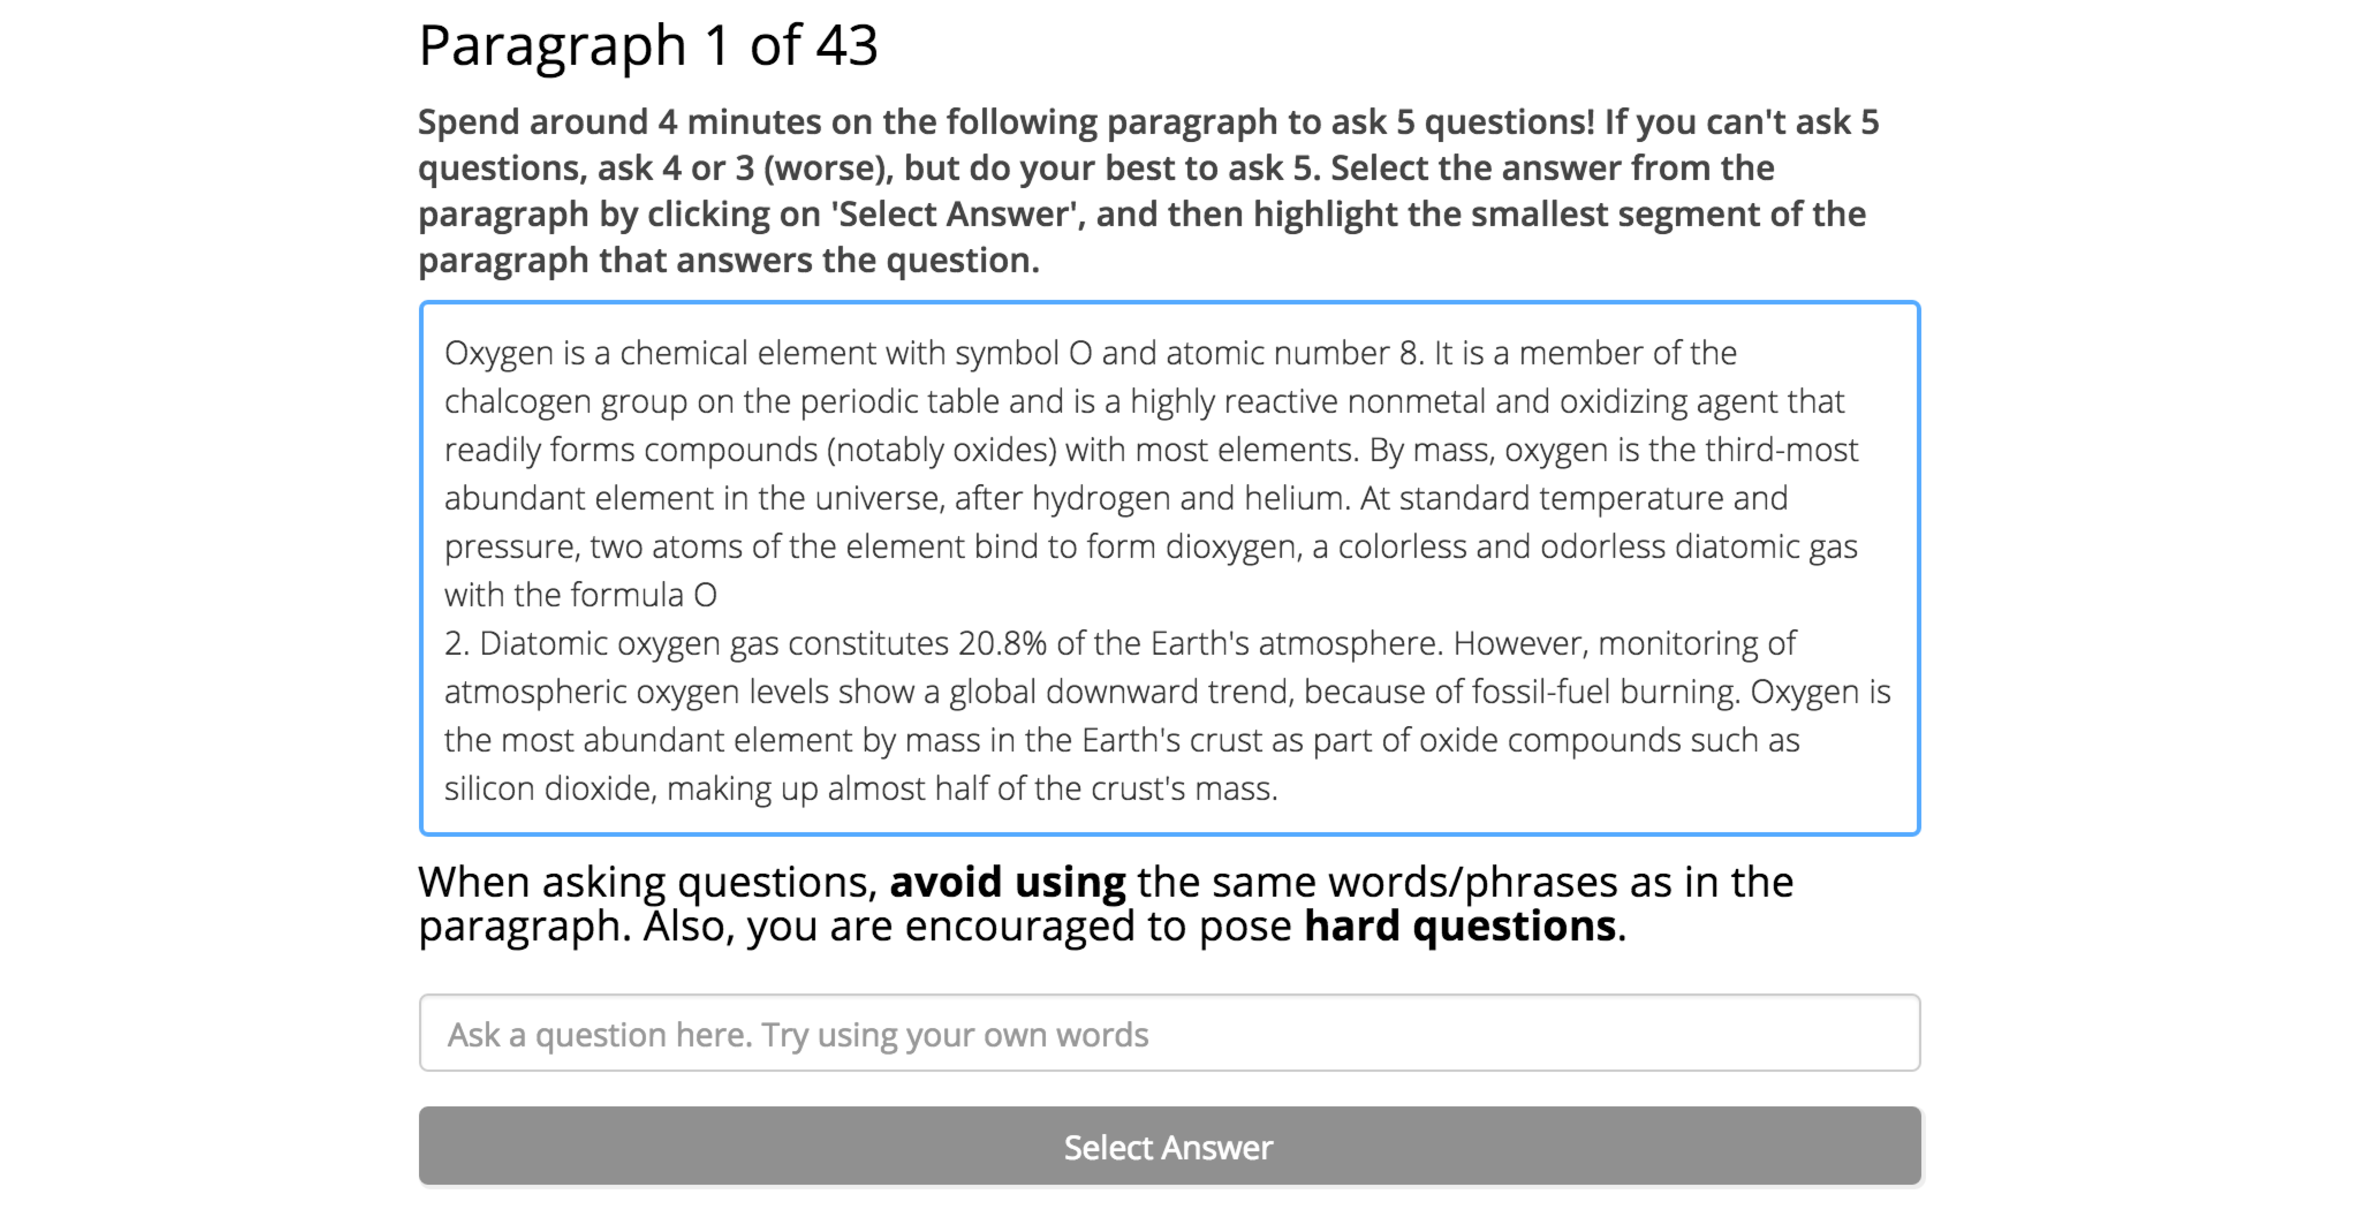 Paragraph 1 of 43
Spend around 4 minutes on the following paragraph to ask 5 questions! If you can't ask 5
questions, ask 4 or 3 (worse), but do your best to ask 5. Select the answer from the
paragraph by clicking on 'Select Answer', and then highlight the smallest segment of the
paragraph that answers the question.
Oxygen is a chemical element with symbol O and atomic number 8. It is a member of the
chalcogen group on the periodic table and is a highly reactive nonmetal and oxidizing agent that
readily forms compounds (notably oxides) with most elements. By mass, oxygen is the third-most
abundant element in the universe, after hydrogen and helium. At standard temperature and
pressure, two atoms of the element bind to form dioxygen, a colorless and odorless diatomic gas
with the formula O
2. Diatomic oxygen gas constitutes 20.8% of the Earth's atmosphere. However, monitoring of
atmospheric oxygen levels show a global downward trend, because of fossil-fuel burning. Oxygen is
the most abundant element by mass in the Earth's crust as part of oxide compounds such as
silicon dioxide, making up almost half of the crust's mass.
When asking questions, avoid using the same words/phrases as in the
paragraph. Also, you are encouraged to pose hard questions.
Ask a question here. Try using your own words
Select Answer